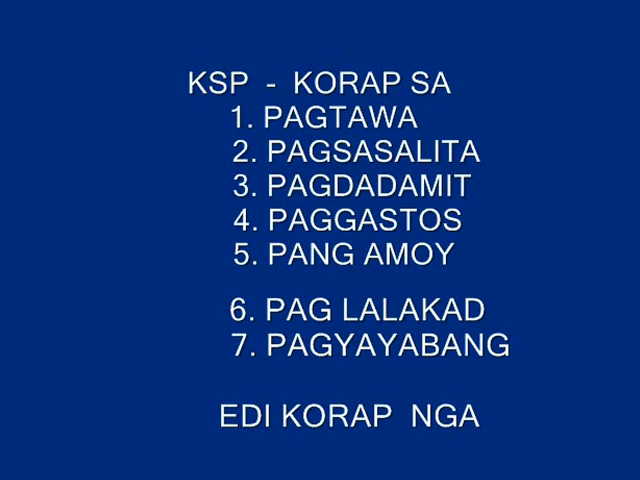 KSP - KORAP SA
1. PAGTAWA
2. PAGSASALITA
3. PAGDADAMIT
4. PAGGASTOS
5. PANG AMOY
6. PAG LALAKAD
7. PAGYAYABANG
EDI KORAP NGA